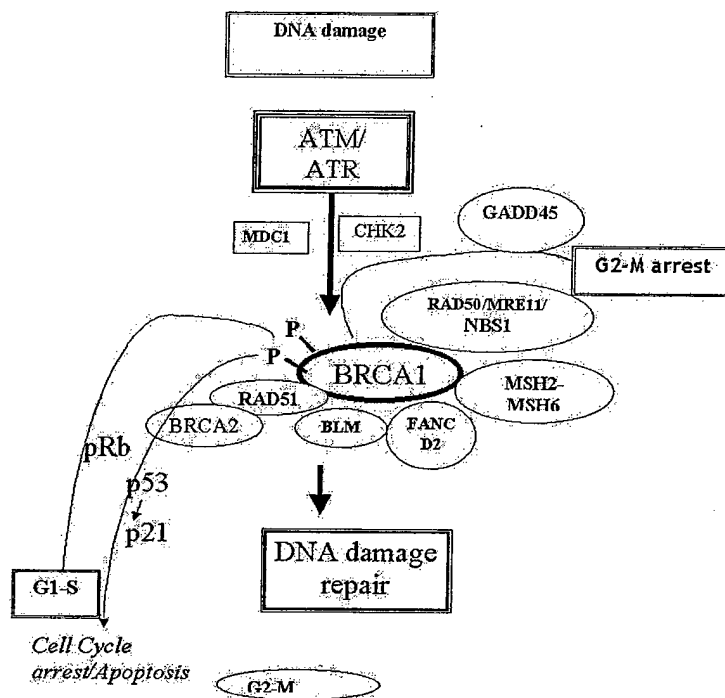 DNA damage
ATM/
ATR
MDC1
CHK2
GADD45
G2-M arrest
RAD50/MRE11/
NBS1
P
P
BRCA1
MSH2-
MSH6
RAD51
BRCA2
BLM
FANC
D2
pRb
p53
p21
DNA damage
repair
G1-S
Cell Cycle
arrest/Apoptosis
G2-M